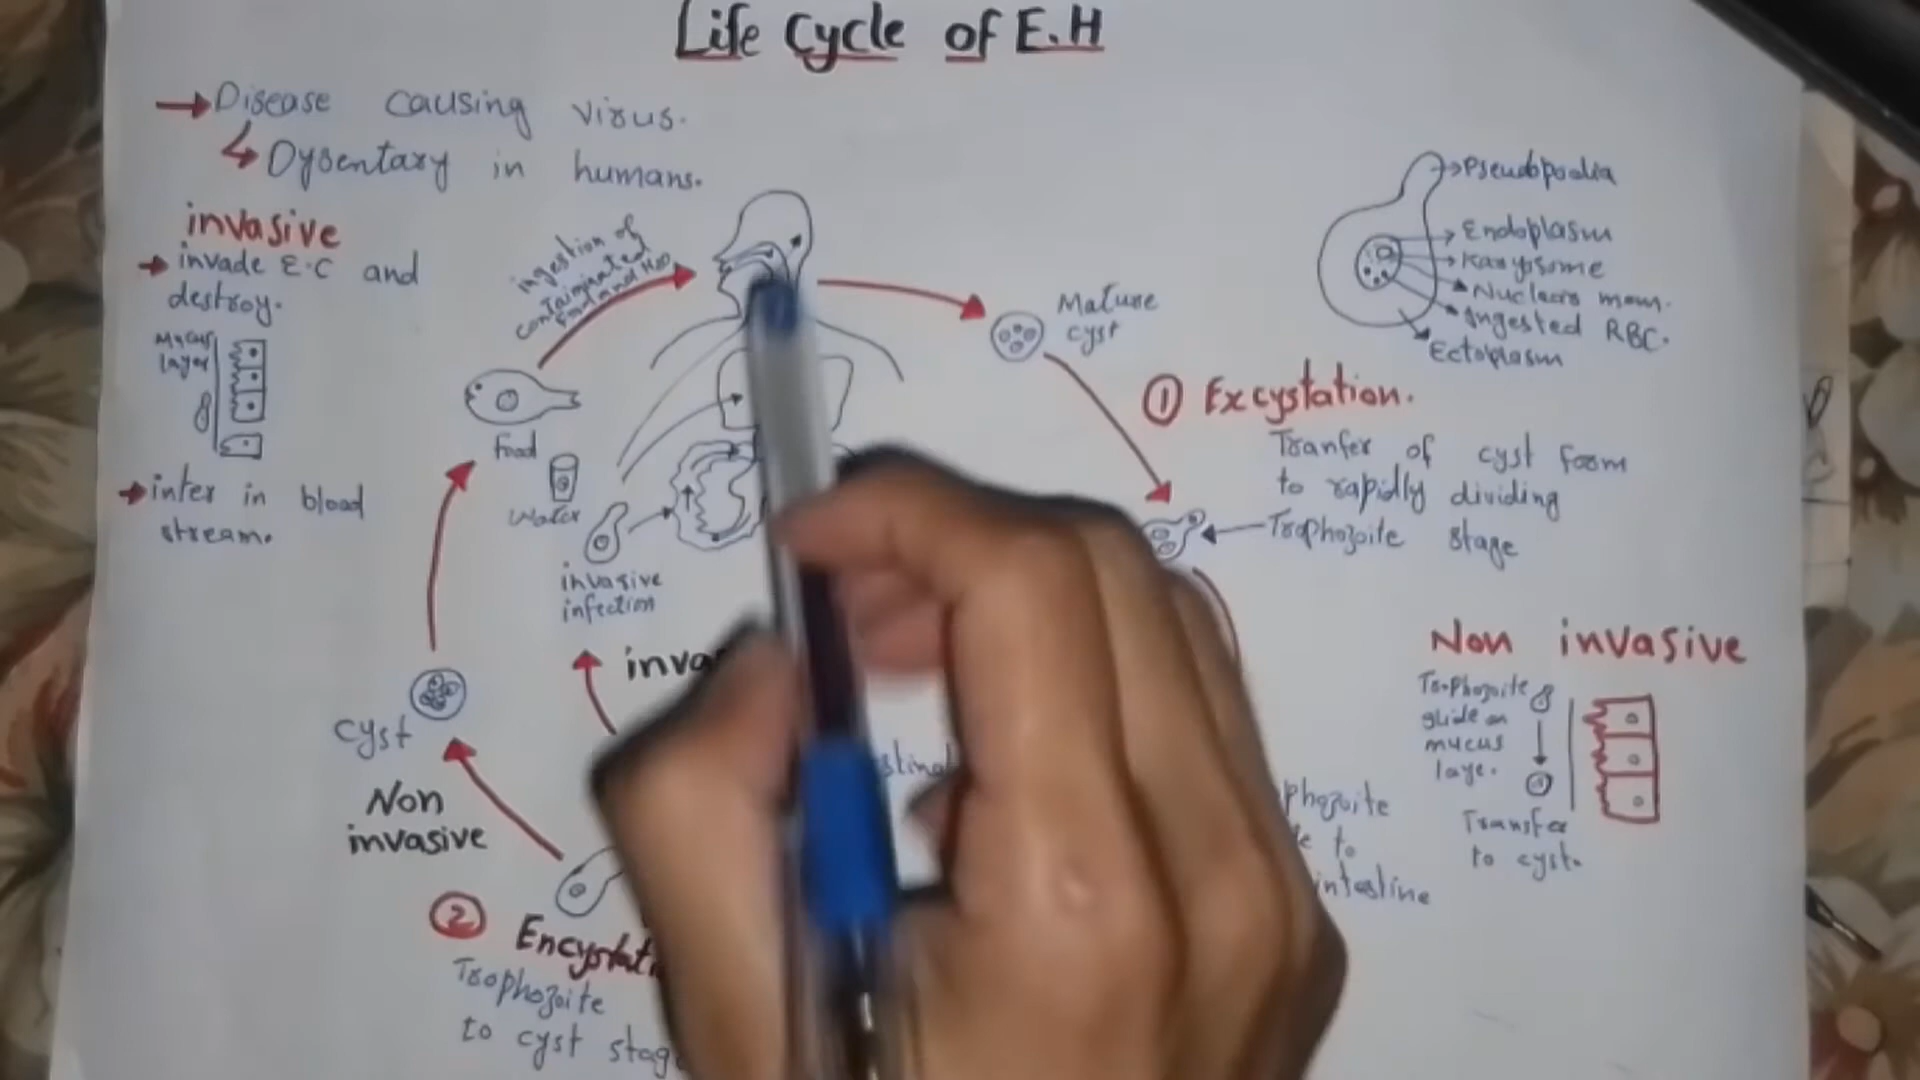 Life Cycle of E.H
Disease causing virus.
Dysentary in humans.
invasive
invade E.C and
destroy.
Mucus
layer
inter in blood
stream.
ingestion of
contaminated
food and H2O
food
Water
invasive
infection
Mature
cyst
Pseudopodia
Endoplasm
Karyosome
Nuclear mem.
ingested RBC.
Ectoplasm
1 Excystation.
Tranfer of cyst form
to rapidly dividing
Trophozoite stage
Non invasive
Trophozoite
glide on
mucus
laye.
Transfer
to cyst.
cyst
Non
invasive
2
Trophozoite
to cyst
to
intestine